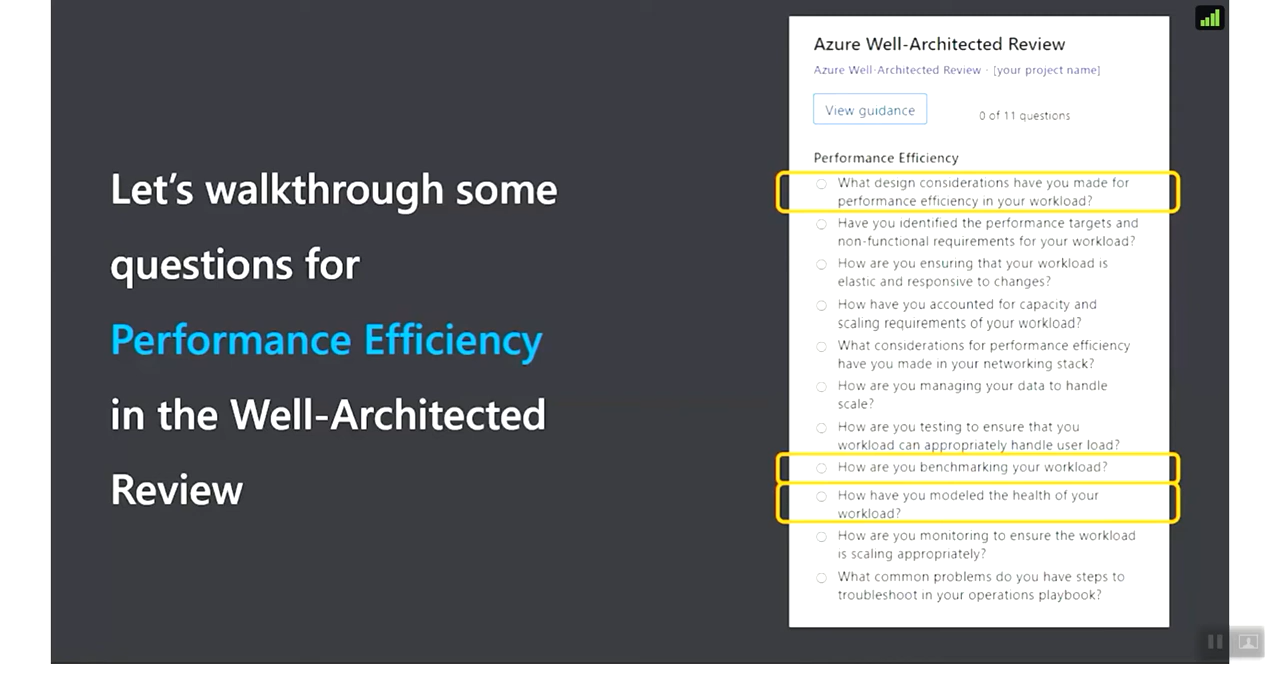 Let's walkthrough some
questions for
Performance Efficiency
in the Well-Architected
Review
Azure Well-Architected Review
Azure Well-Architected Review · [your project name]
View guidance
0 of 11 questions
Performance Efficiency
What design considerations have you made for
performance efficiency in your workload?
Have you identified the performance targets and
non-functional requirements for your workload?
How are you ensuring that your workload is
elastic and responsive to changes?
How have you accounted for capacity and
scaling requirements of your workload?
What considerations for performance efficiency
have you made in your networking stack?
How are you managing your data to handle
scale?
How are you testing to ensure that you
workload can appropriately handle user load?
How are you benchmarking your workload?
How have you modeled the health of your
workload?
How are you monitoring to ensure the workload
is scaling appropriately?
What common problems do you have steps to
troubleshoot in your operations playbook?